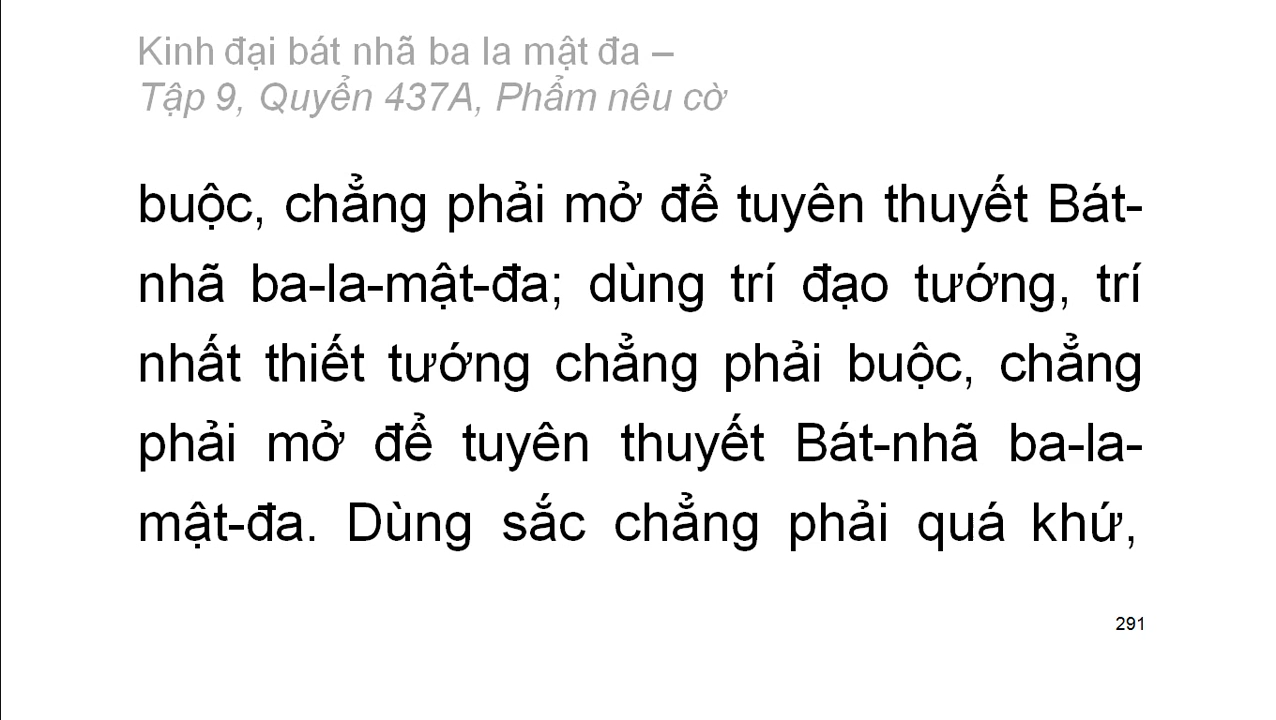 Kinh đại bát nhã ba la mật đa –
Tập 9, Quyển 437A, Phẩm nêu cờ
buộc, chẳng phải mở để tuyên thuyết Bát-
nhã ba-la-mật-đa; dùng trí đạo tướng, trí
nhất thiết tướng chẳng phải buộc, chẳng
phải mở để tuyên thuyết Bát-nhã ba-la-
mật-đa. Dùng sắc chẳng phải quá khứ,
291